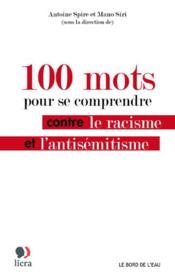 Antoine Spire et Mano Siri
(sous la direction de)
100 mots
pour se comprendre
contre le racisme
et l'antisémitisme
licra
LE BORD DE L'EAU